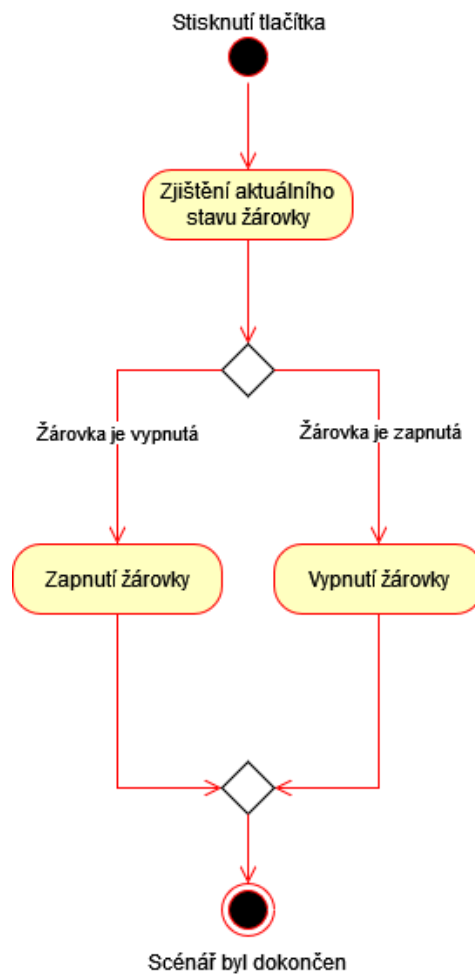 Stisknutí tlačítka
Zjištění aktuálního
stavu žárovky
Žárovka je vypnutá
Žárovka je zapnutá
Zapnutí žárovky
Vypnutí žárovky
Scénář byl dokončen